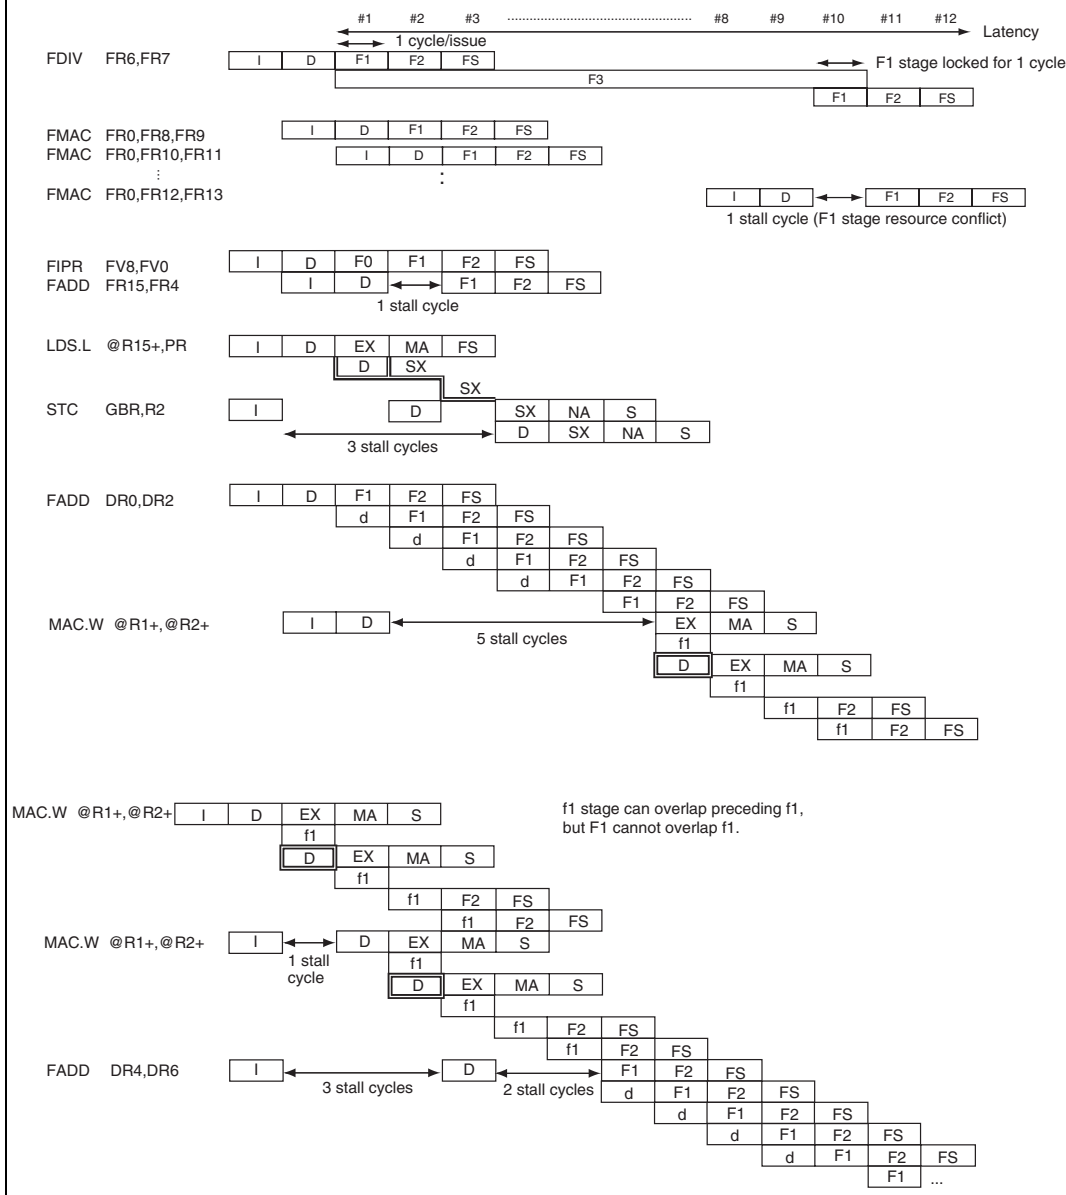 #1 #2 #3 #8 #9 #10 #11 #12
Latency
1 cycle/issue
FDIV FR6,FR7 I D F1 F2 FS
F1 stage locked for 1 cycle
F3
F1 F2 FS
FMAC FR0,FR8,FR9 I D F1 F2 FS
FMAC FR0,FR10,FR11 I D F1 F2 FS
FMAC FR0,FR12,FR13 I D F1 F2 FS
1 stall cycle (F1 stage resource conflict)
FIPR FV8,FV0 I D F0 F1 F2 FS
FADD FR15,FR4 I D F1 F2 FS
1 stall cycle
LDS.L @R15+,PR I D EX MA FS
D SX
SX
STC GBR,R2 I D SX NA S
D SX NA S
3 stall cycles
FADD DR0,DR2 I D F1 F2 FS
d F1 F2 FS
d F1 F2 FS
d F1 F2 FS
d F1 F2 FS
F1 F2 FS
MAC.W @R1+,@R2+ I D EX MA S
5 stall cycles
f1
D EX MA S
f1
f1 F2 FS
f1 F2 FS
MAC.W @R1+,@R2+ I D EX MA S
f1 stage can overlap preceding f1,
but F1 cannot overlap f1.
f1
D EX MA S
f1
f1 F2 FS
f1 F2 FS
MAC.W @R1+,@R2+ I D EX MA S
1 stall
cycle
f1
D EX MA S
f1
f1 F2 FS
f1 F2 FS
FADD DR4,DR6 I D F1 F2 FS
3 stall cycles 2 stall cycles
d F1 F2 FS
d F1 F2 FS
d F1 F2 FS
d F1 F2 FS
F1 ...